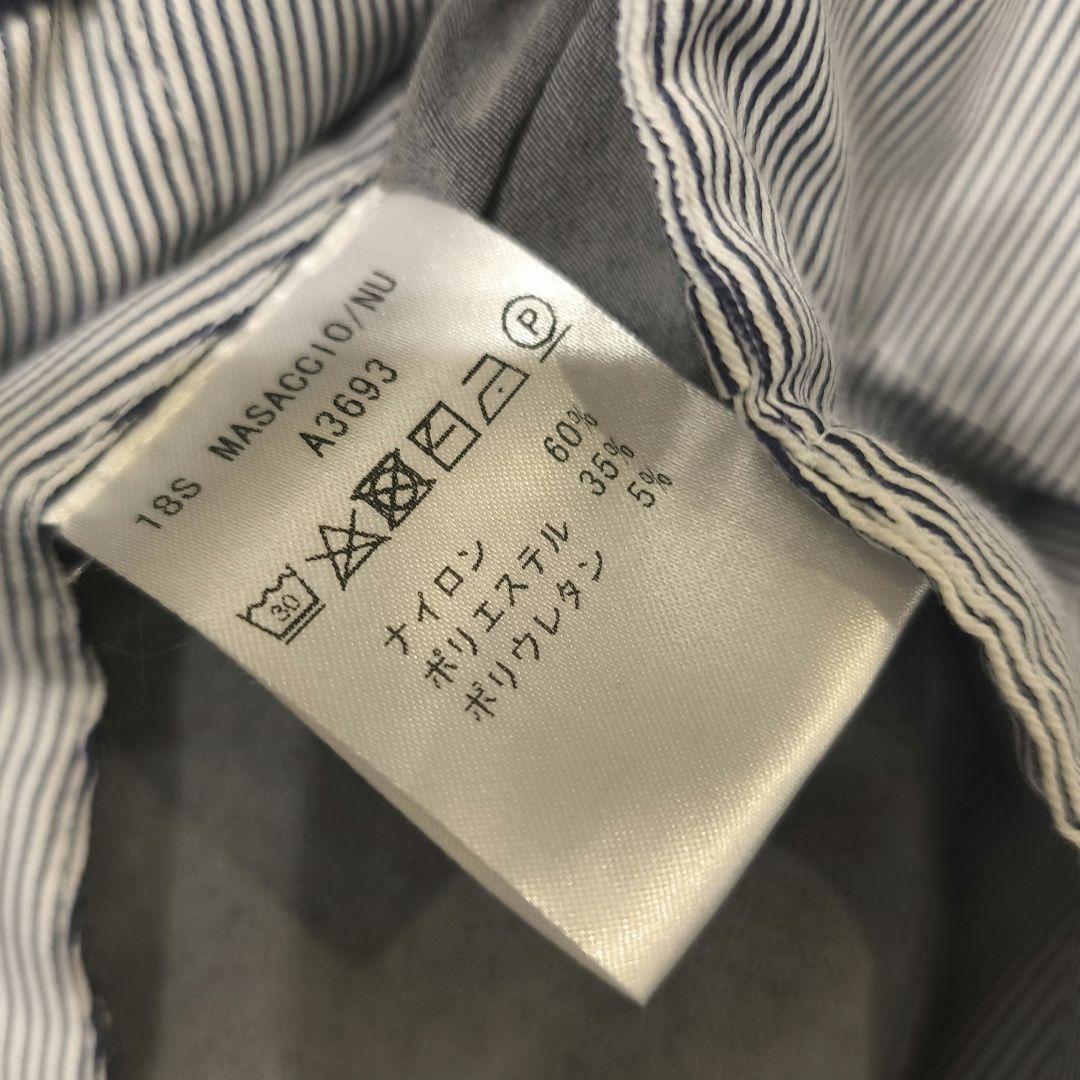 18S MASACCIO/NU
A3693
30
P
ナイロン 60%
ポリエステル 35%
ポリウレタン 5%